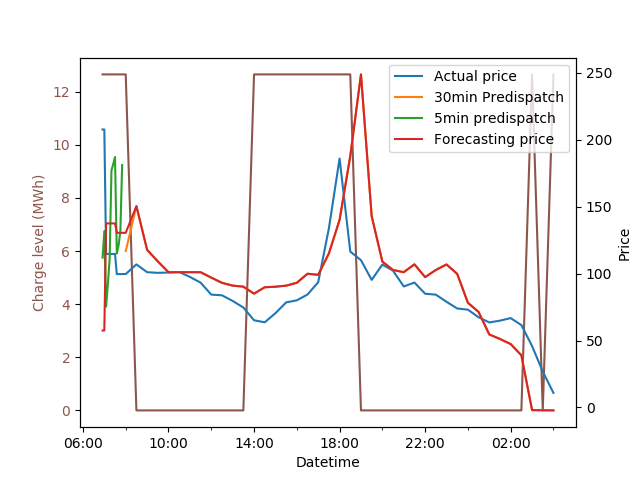 Actual price
30min Predispatch
5min predispatch
Forecasting price
Charge level (MWh)
12
10
8
6
4
2
0
250
200
150
100
50
0
Price
06:00 10:00 14:00 18:00 22:00 02:00
Datetime